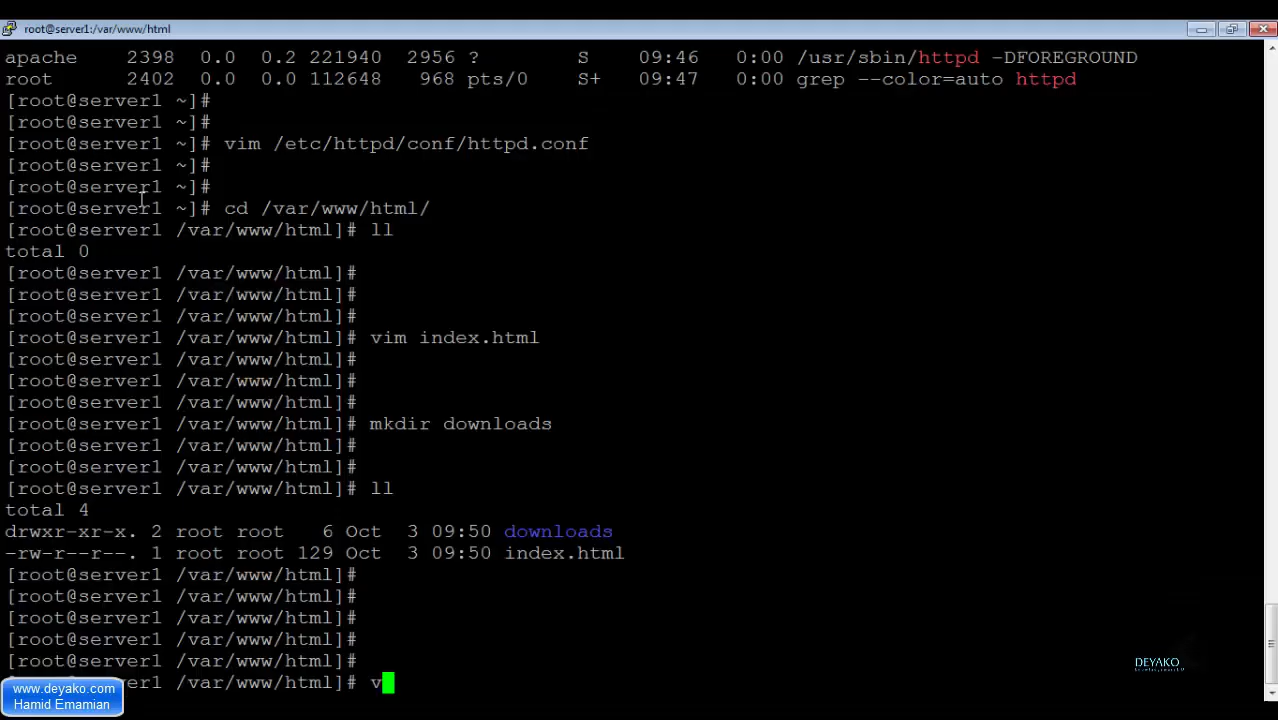 root@server1:/var/www/html
apache 2398 0.0 0.2 221940 2956 ? S 09:46 0:00 /usr/sbin/httpd -DFOREGROUND
root 2402 0.0 0.0 112648 968 pts/0 S+ 09:47 0:00 grep --color=auto httpd
[root@server1 ~]#
[root@server1 ~]#
[root@server1 ~]# vim /etc/httpd/conf/httpd.conf
[root@server1 ~]#
[root@server1 ~]#
[root@server1 ~]# cd /var/www/html/
[root@server1 /var/www/html]# ll
total 0
[root@server1 /var/www/html]#
[root@server1 /var/www/html]#
[root@server1 /var/www/html]#
[root@server1 /var/www/html]# vim index.html
[root@server1 /var/www/html]#
[root@server1 /var/www/html]#
[root@server1 /var/www/html]#
[root@server1 /var/www/html]# mkdir downloads
[root@server1 /var/www/html]#
[root@server1 /var/www/html]#
[root@server1 /var/www/html]# ll
total 4
drwxr-xr-x. 2 root root 6 Oct 3 09:50 downloads
-rw-r--r--. 1 root root 129 Oct 3 09:50 index.html
[root@server1 /var/www/html]#
[root@server1 /var/www/html]#
[root@server1 /var/www/html]#
[root@server1 /var/www/html]#
[root@server1 /var/www/html]#
server1 /var/www/html]# v
DEYAKO
www.deyako.com
Hamid Emamian